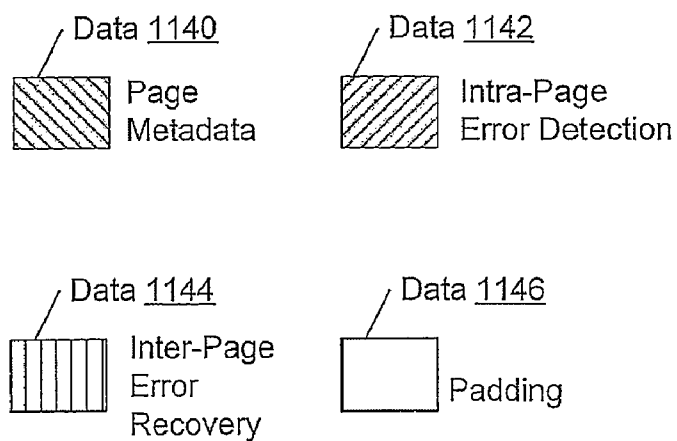 Data 1140
Page
Metadata
Data 1142
Intra-Page
Error Detection
Data 1144
Inter-Page
Error
Recovery
Data 1146
Padding